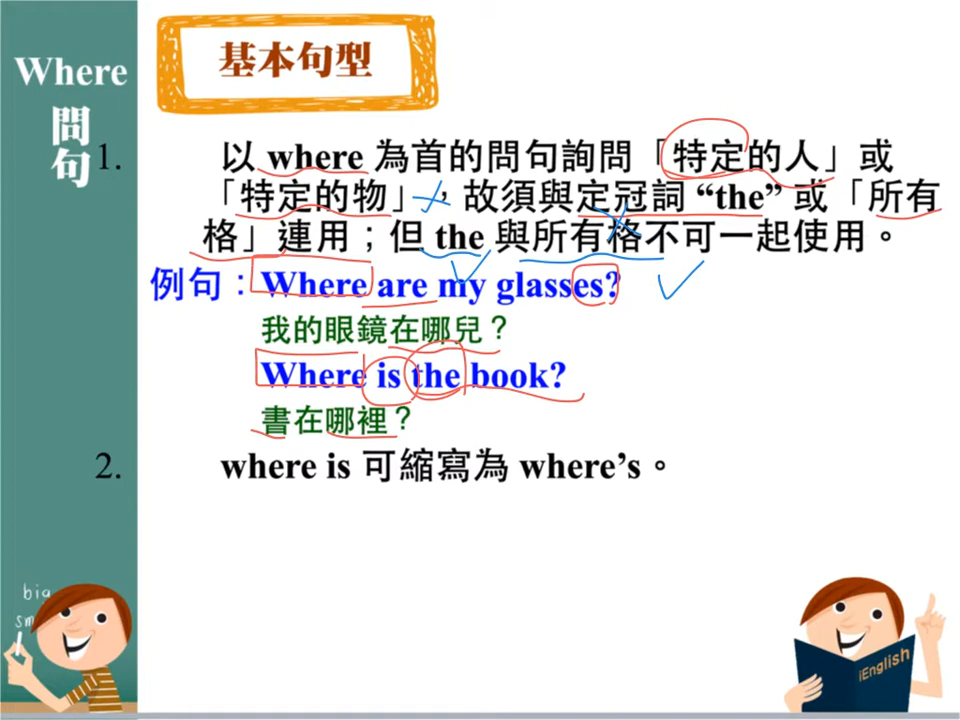 Where
問
句
基本句型
1. 以 where 為首的問句詢問「特定的人」或
「特定的物」，故須與定冠詞 “the” 或「所有
格」連用；但 the 與所有格不可一起使用。
例句：Where are my glasses?
我的眼鏡在哪兒？
Where is the book?
書在哪裡？
2. where is 可縮寫為 where’s。
big
sm
iEnglish